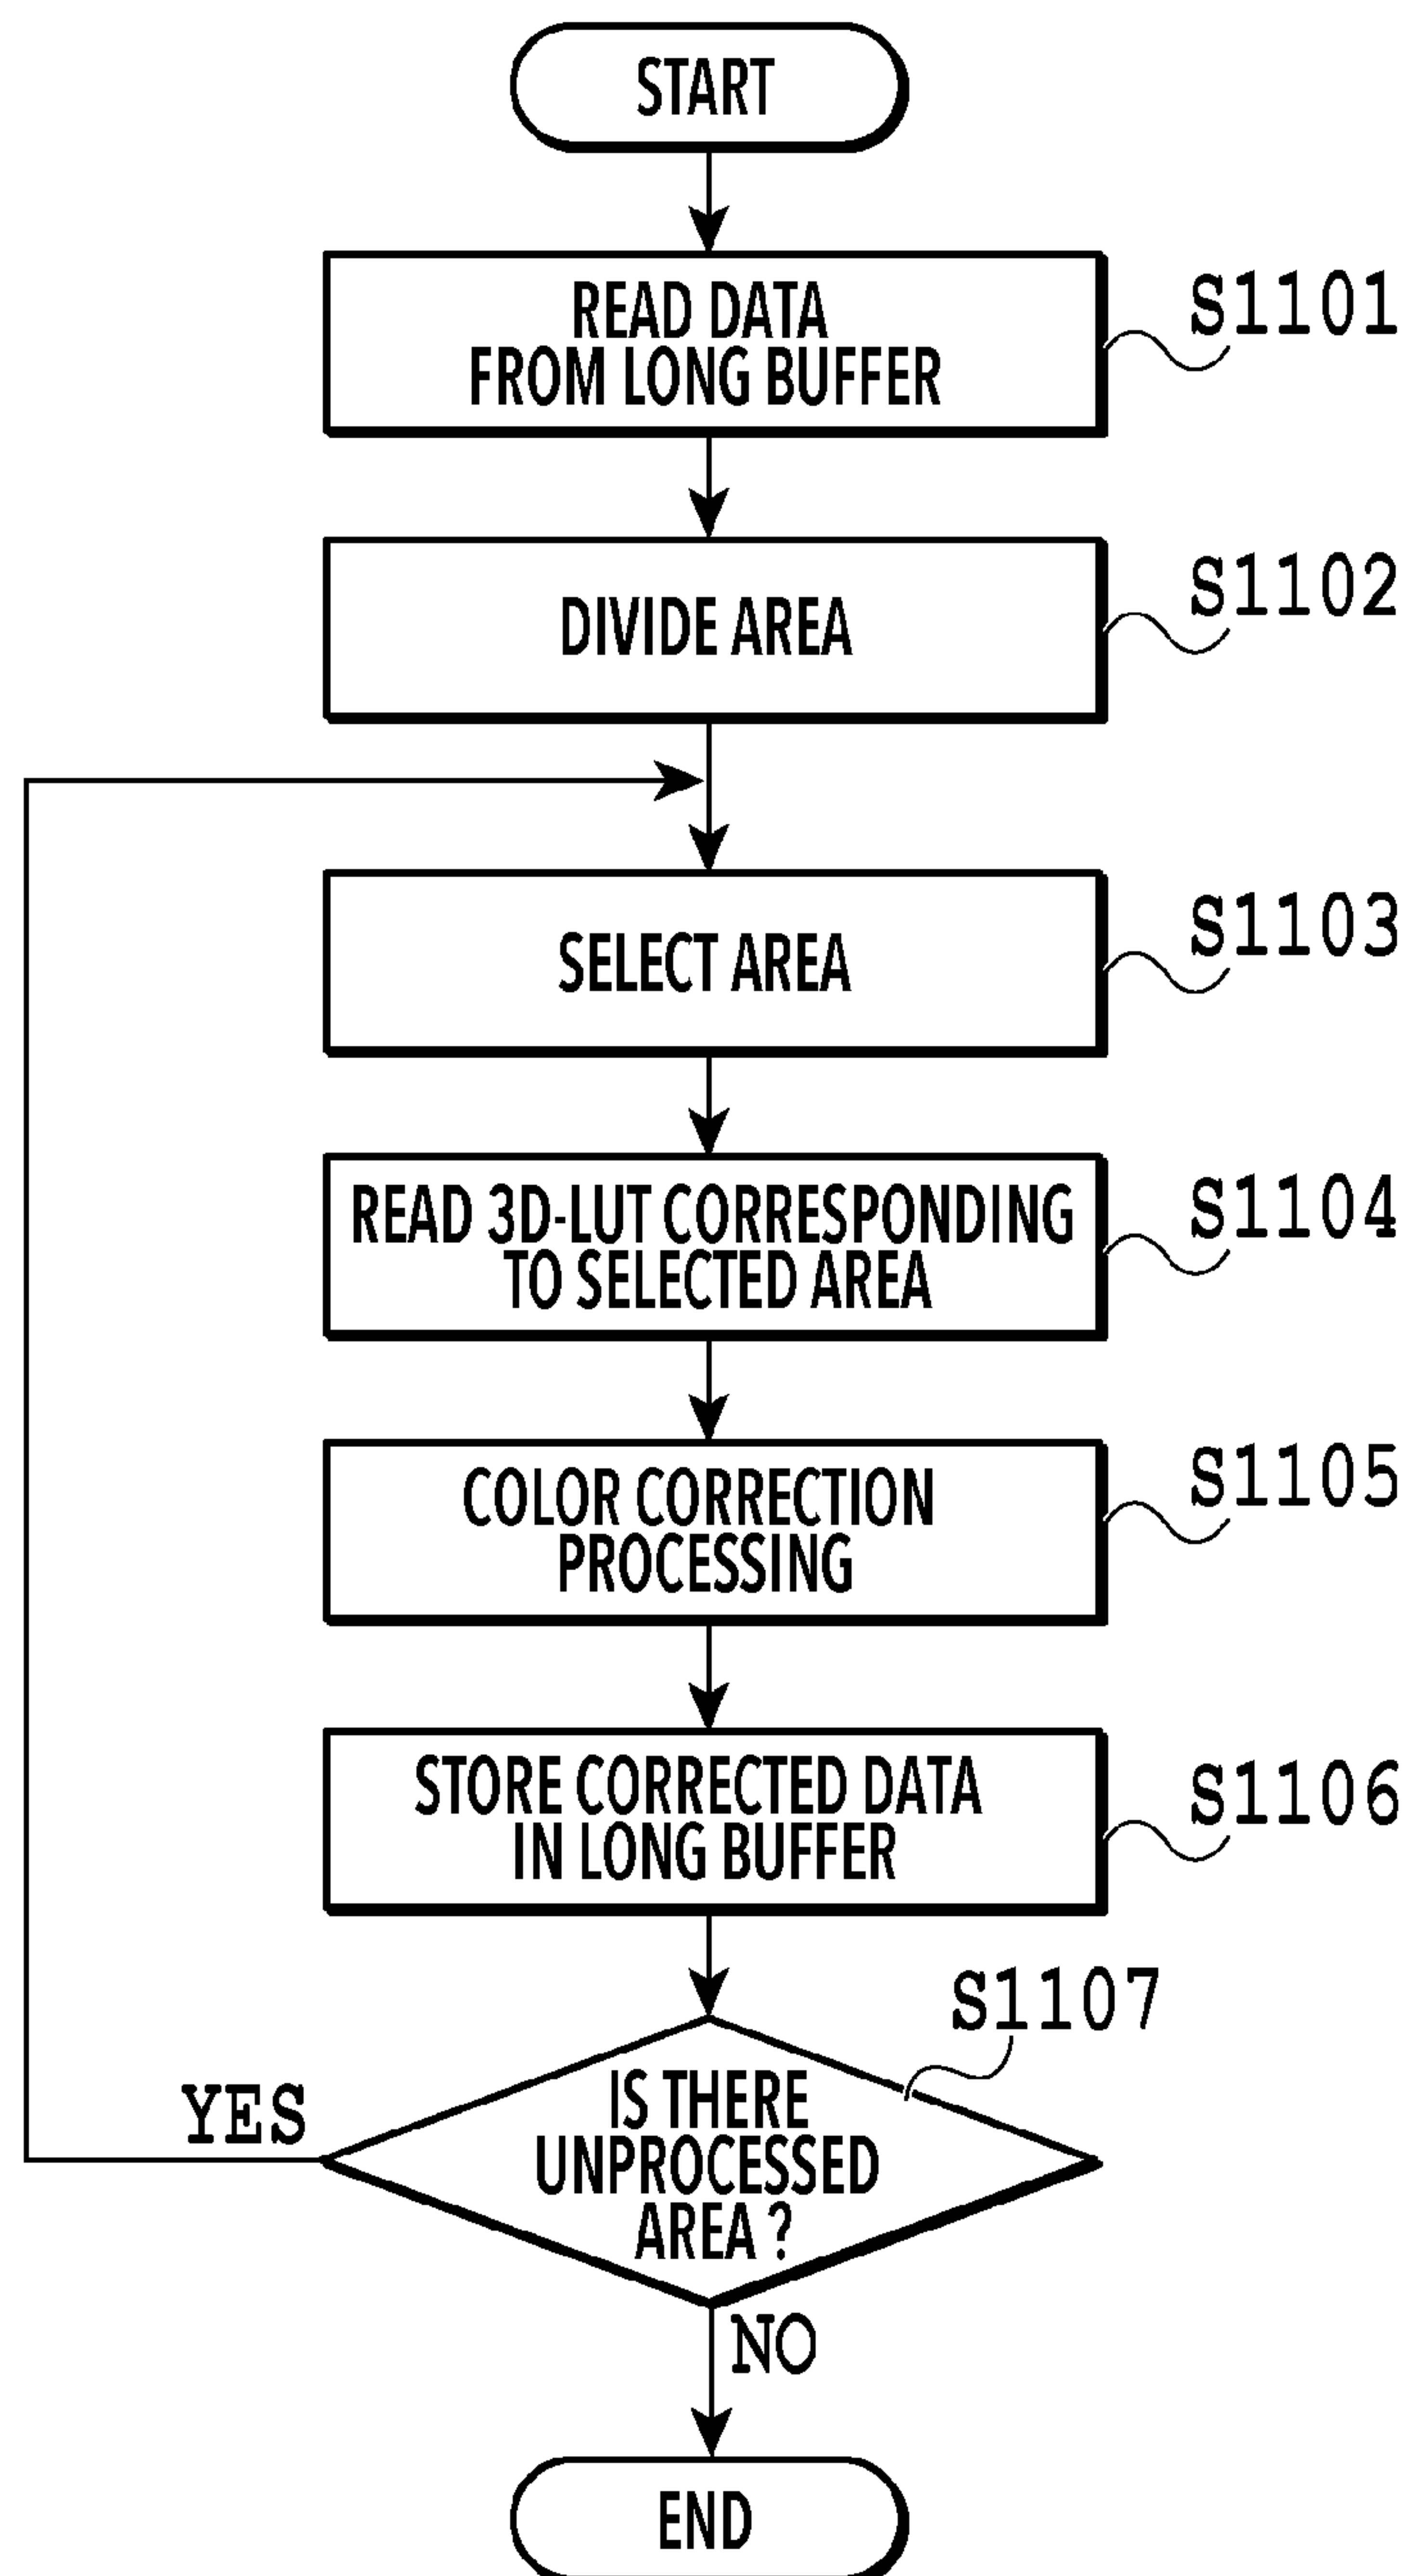 START
READ DATA
FROM LONG BUFFER
S1101
DIVIDE AREA
S1102
SELECT AREA
S1103
READ 3D-LUT CORRESPONDING
TO SELECTED AREA
S1104
COLOR CORRECTION
PROCESSING
S1105
STORE CORRECTED DATA
IN LONG BUFFER
S1106
S1107
IS THERE
UNPROCESSED
AREA ?
YES
NO
END